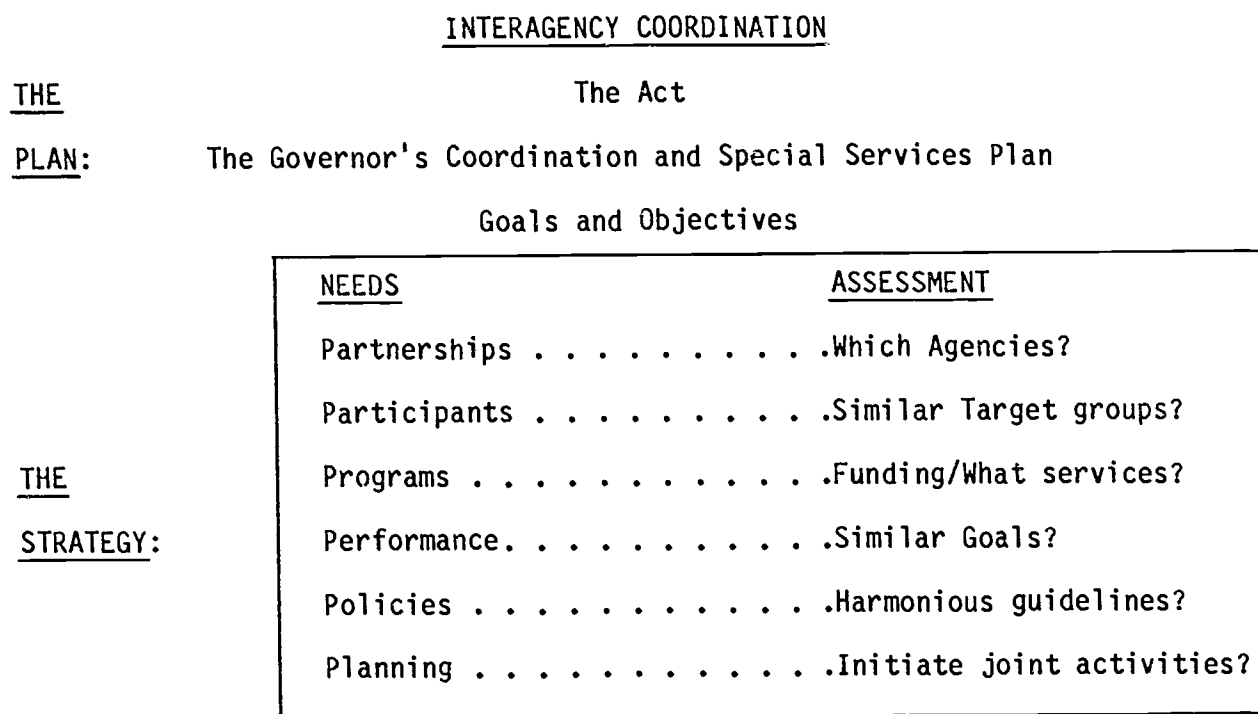 INTERAGENCY COORDINATION
THE The Act
PLAN: The Governor's Coordination and Special Services Plan
Goals and Objectives
NEEDS ASSESSMENT
Partnerships . . . . . . . . . .Which Agencies?
Participants . . . . . . . . . .Similar Target groups?
THE Programs . . . . . . . . . . . .Funding/What services?
STRATEGY: Performance. . . . . . . . . . .Similar Goals?
Policies . . . . . . . . . . . .Harmonious guidelines?
Planning . . . . . . . . . . . .Initiate joint activities?